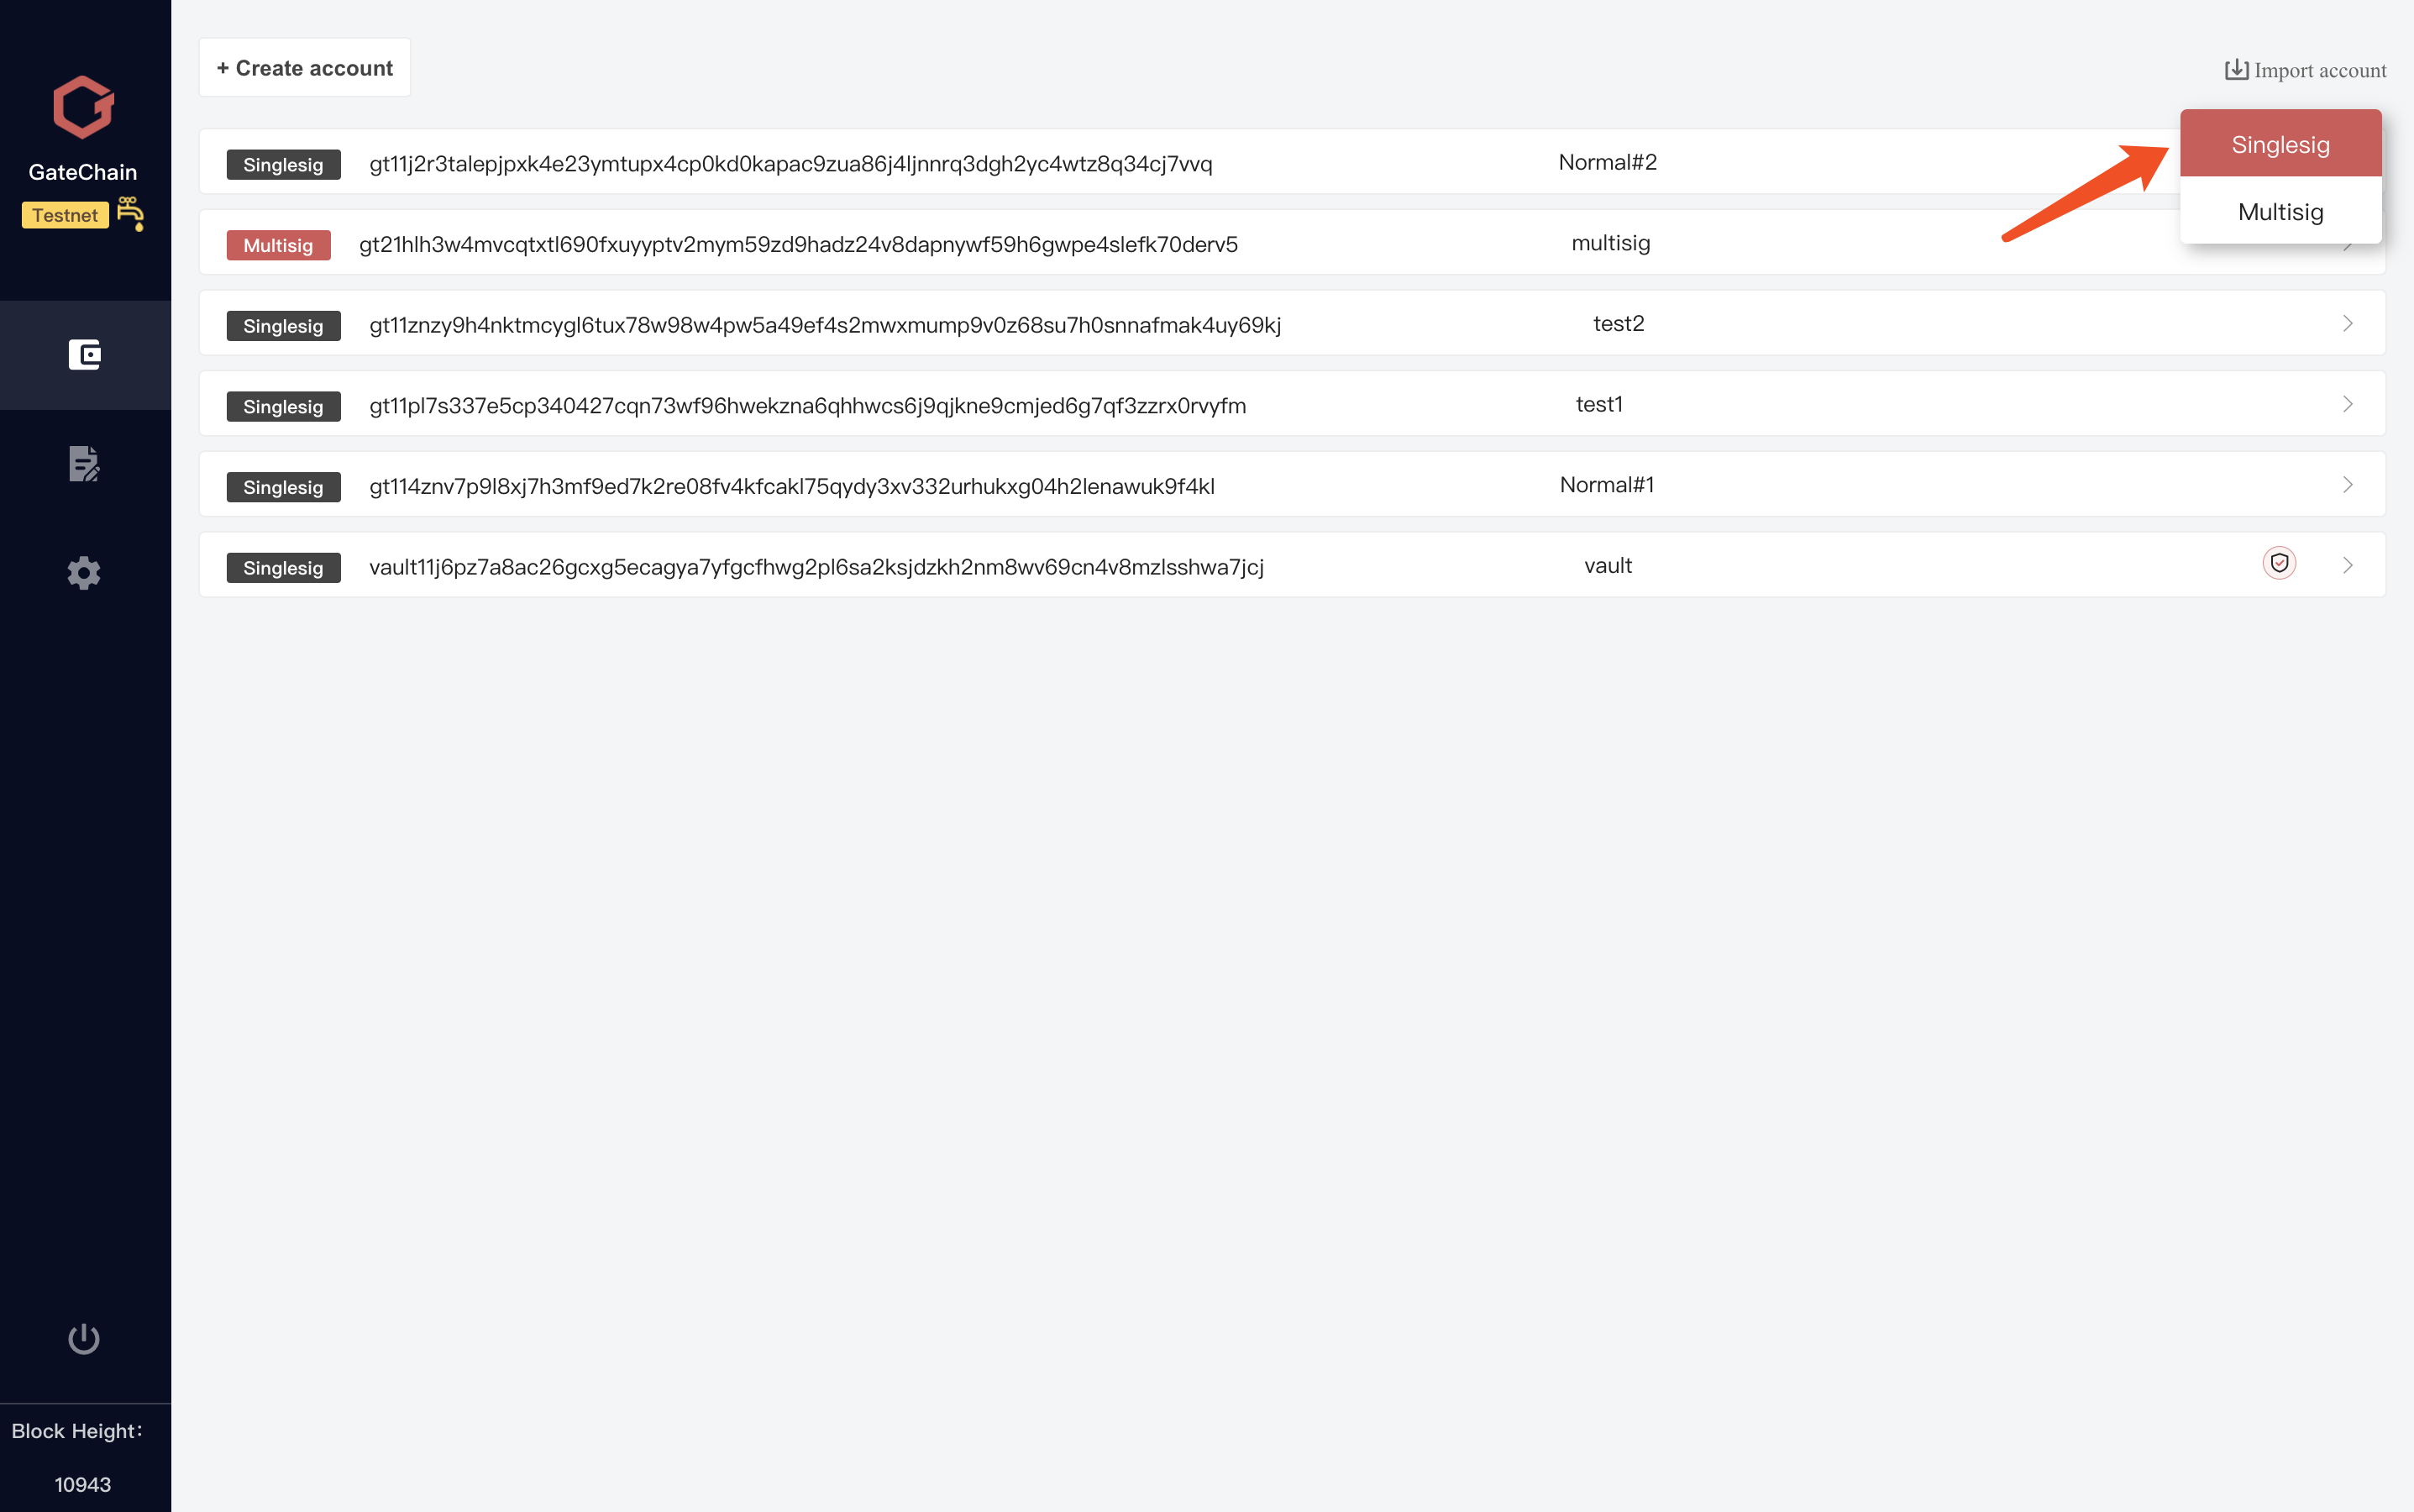 GateChain
Testnet
Block Height:
10943
+ Create account
Import account
Singlesig
Multisig
Singlesig gt11j2r3talepjpxk4e23ymtupx4cp0kd0kapac9zua86j4ljnnrq3dgh2yc4wtz8q34cj7vvq Normal#2
Multisig gt21hlh3w4mvcqtxtl690fxuyyptv2mym59zd9hadz24v8dapnywf59h6gwpe4slefk70derv5 multisig
Singlesig gt11znzy9h4nktmcygl6tux78w98w4pw5a49ef4s2mwxmump9v0z68su7h0snnafmak4uy69kj test2
Singlesig gt11pl7s337e5cp340427cqn73wf96hwekzna6qhhwcs6j9qjkne9cmjed6g7qf3zzrx0rvyfm test1
Singlesig gt114znv7p9l8xj7h3mf9ed7k2re08fv4kfcakl75qydy3xv332urhukxg04h2lenawuk9f4kl Normal#1
Singlesig vault11j6pz7a8ac26gcxg5ecagya7yfgcfhwg2pl6sa2ksjdzkh2nm8wv69cn4v8mzlsshwa7jcj vault